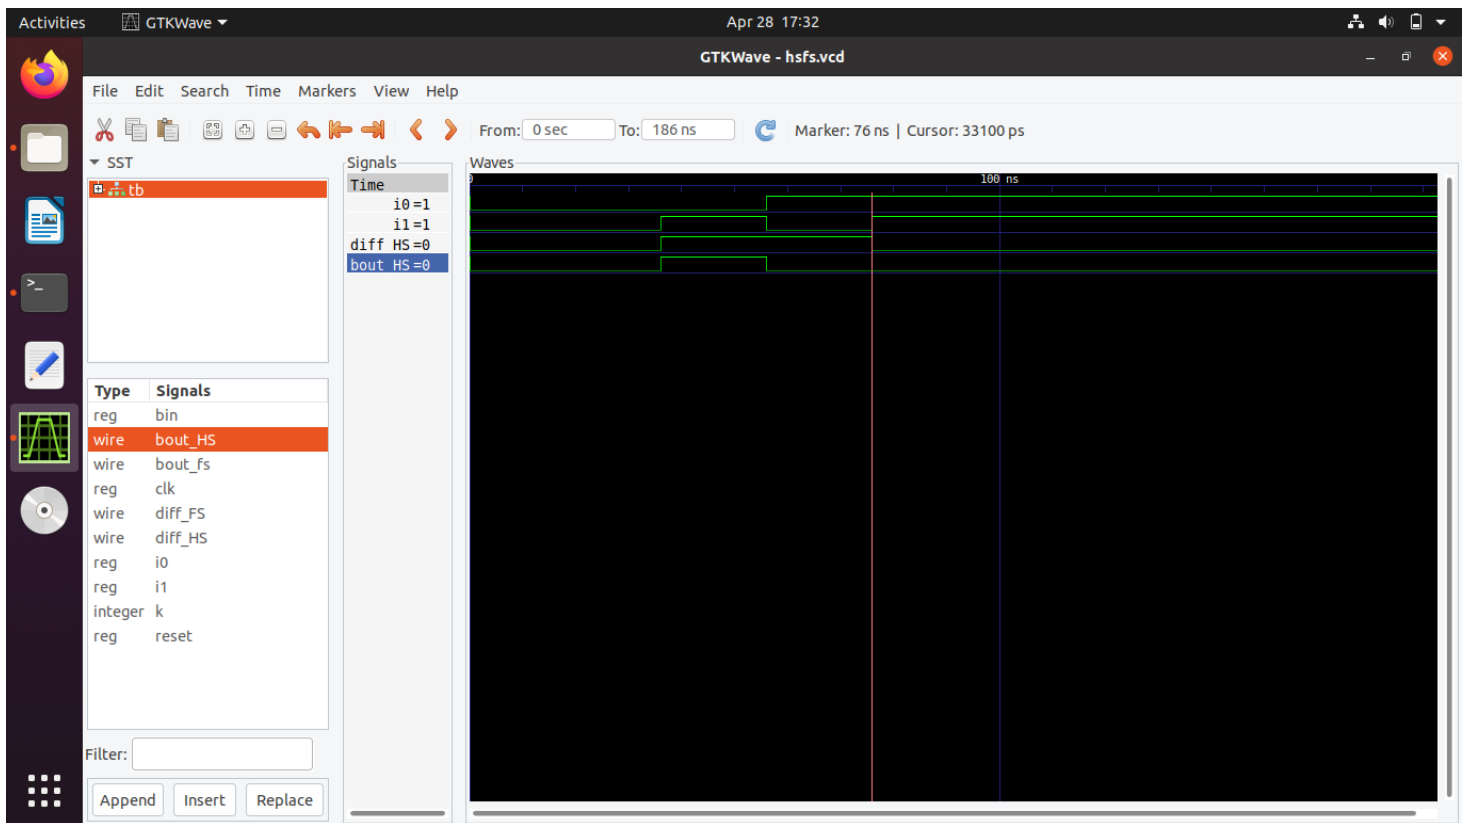 Activities GTKWave Apr 28 17:32
GTKWave - hsfs.vcd
File Edit Search Time Markers View Help
From: 0 sec To: 186 ns Marker: 76 ns | Cursor: 33100 ps
SST
tb
Type Signals
reg bin
wire bout_HS
wire bout_fs
reg clk
wire diff_FS
wire diff_HS
reg i0
reg i1
integer k
reg reset
Filter:
Append Insert Replace
Signals
Time
i0=1
i1=1
diff_HS=0
bout_HS=0
Waves
0 100 ns